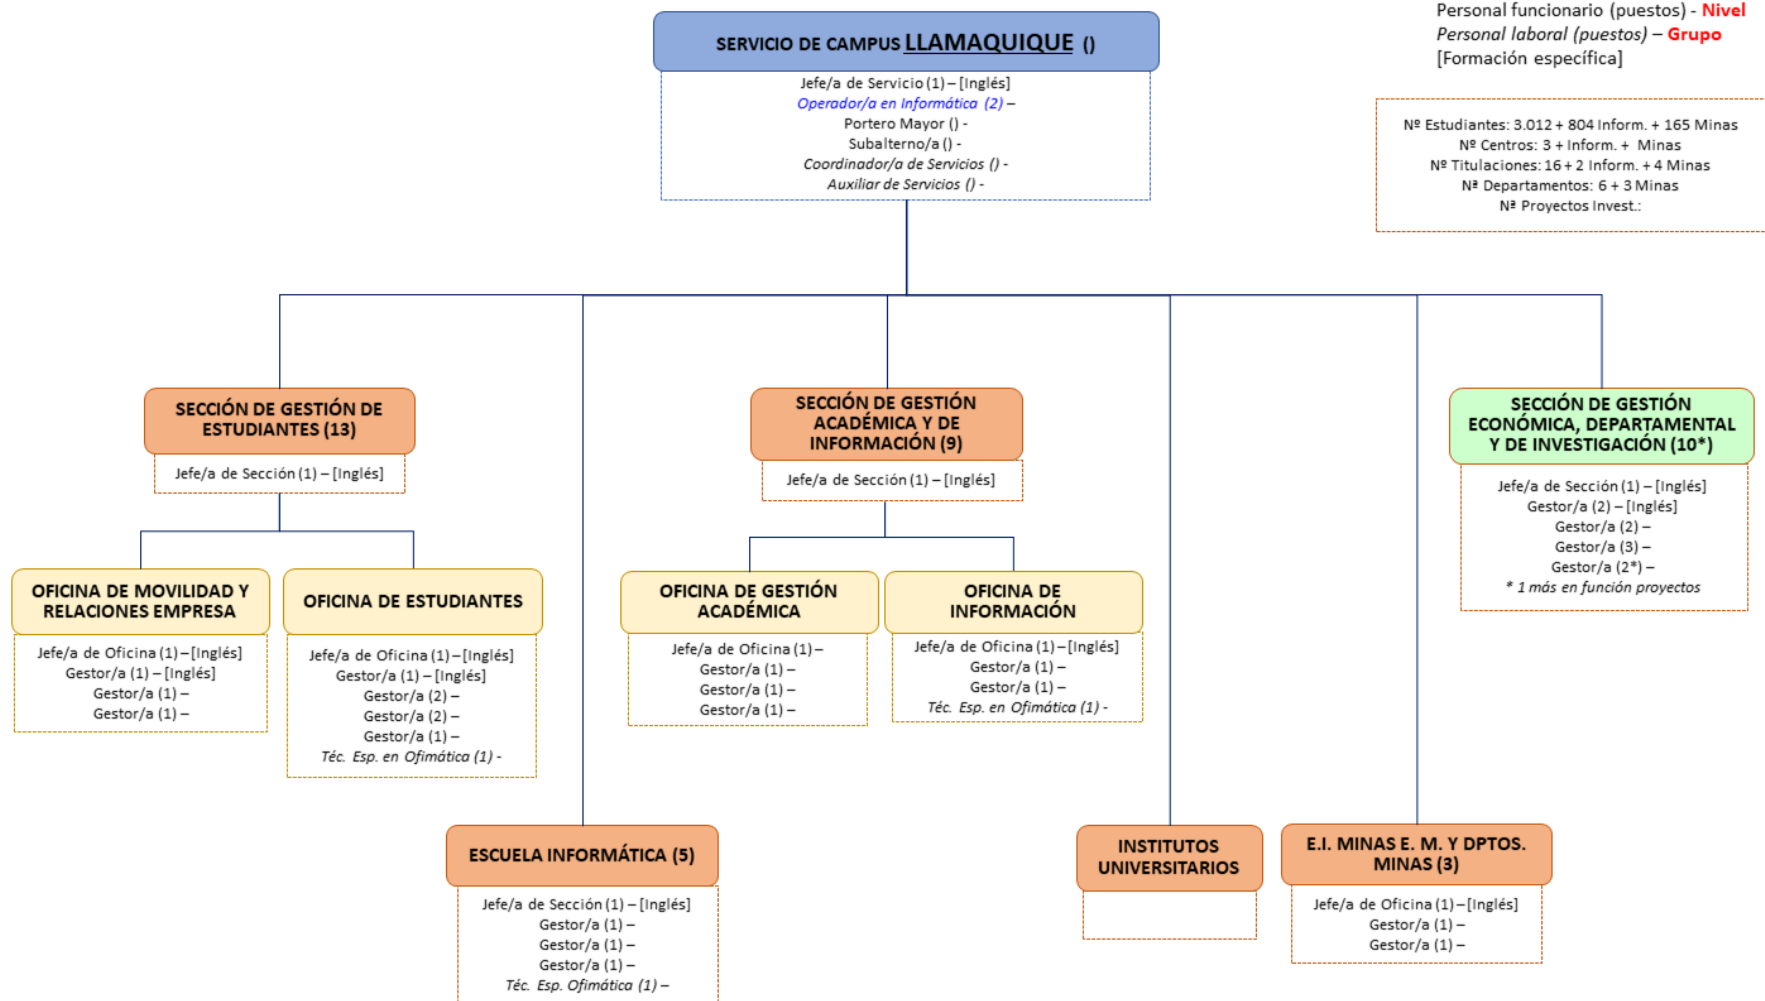 Personal funcionario (puestos) - Nivel
Personal laboral (puestos) – Grupo
[Formación específica]
SERVICIO DE CAMPUS LLAMAQUIQUE ()
Jefe/a de Servicio (1) – [Inglés]
Operador/a en Informática (2) –
Portero Mayor () -
Subalterno/a () -
Coordinador/a de Servicios () -
Auxiliar de Servicios () -
Nº Estudiantes: 3.012 + 804 Inform. + 165 Minas
Nº Centros: 3 + Inform. + Minas
Nº Titulaciones: 16 + 2 Inform. + 4 Minas
Nª Departamentos: 6 + 3 Minas
Nª Proyectos Invest.:
SECCIÓN DE GESTIÓN DE
ESTUDIANTES (13)
Jefe/a de Sección (1) – [Inglés]
SECCIÓN DE GESTIÓN
ACADÉMICA Y DE
INFORMACIÓN (9)
Jefe/a de Sección (1) – [Inglés]
SECCIÓN DE GESTIÓN
ECONÓMICA, DEPARTAMENTAL
Y DE INVESTIGACIÓN (10*)
Jefe/a de Sección (1) – [Inglés]
Gestor/a (2) – [Inglés]
Gestor/a (2) –
Gestor/a (3) –
Gestor/a (2*) –
* 1 más en función proyectos
OFICINA DE MOVILIDAD Y
RELACIONES EMPRESA
Jefe/a de Oficina (1) – [Inglés]
Gestor/a (1) – [Inglés]
Gestor/a (1) –
Gestor/a (1) –
OFICINA DE ESTUDIANTES
Jefe/a de Oficina (1) – [Inglés]
Gestor/a (1) – [Inglés]
Gestor/a (2) –
Gestor/a (2) –
Gestor/a (1) –
Téc. Esp. en Ofimática (1) -
OFICINA DE GESTIÓN
ACADÉMICA
Jefe/a de Oficina (1) –
Gestor/a (1) –
Gestor/a (1) –
Gestor/a (1) –
OFICINA DE
INFORMACIÓN
Jefe/a de Oficina (1) – [Inglés]
Gestor/a (1) –
Gestor/a (1) –
Téc. Esp. en Ofimática (1) -
ESCUELA INFORMÁTICA (5)
Jefe/a de Sección (1) – [Inglés]
Gestor/a (1) –
Gestor/a (1) –
Gestor/a (1) –
Téc. Esp. Ofimática (1) –
INSTITUTOS
UNIVERSITARIOS
E.I. MINAS E. M. Y DPTOS.
MINAS (3)
Jefe/a de Oficina (1) – [Inglés]
Gestor/a (1) –
Gestor/a (1) –